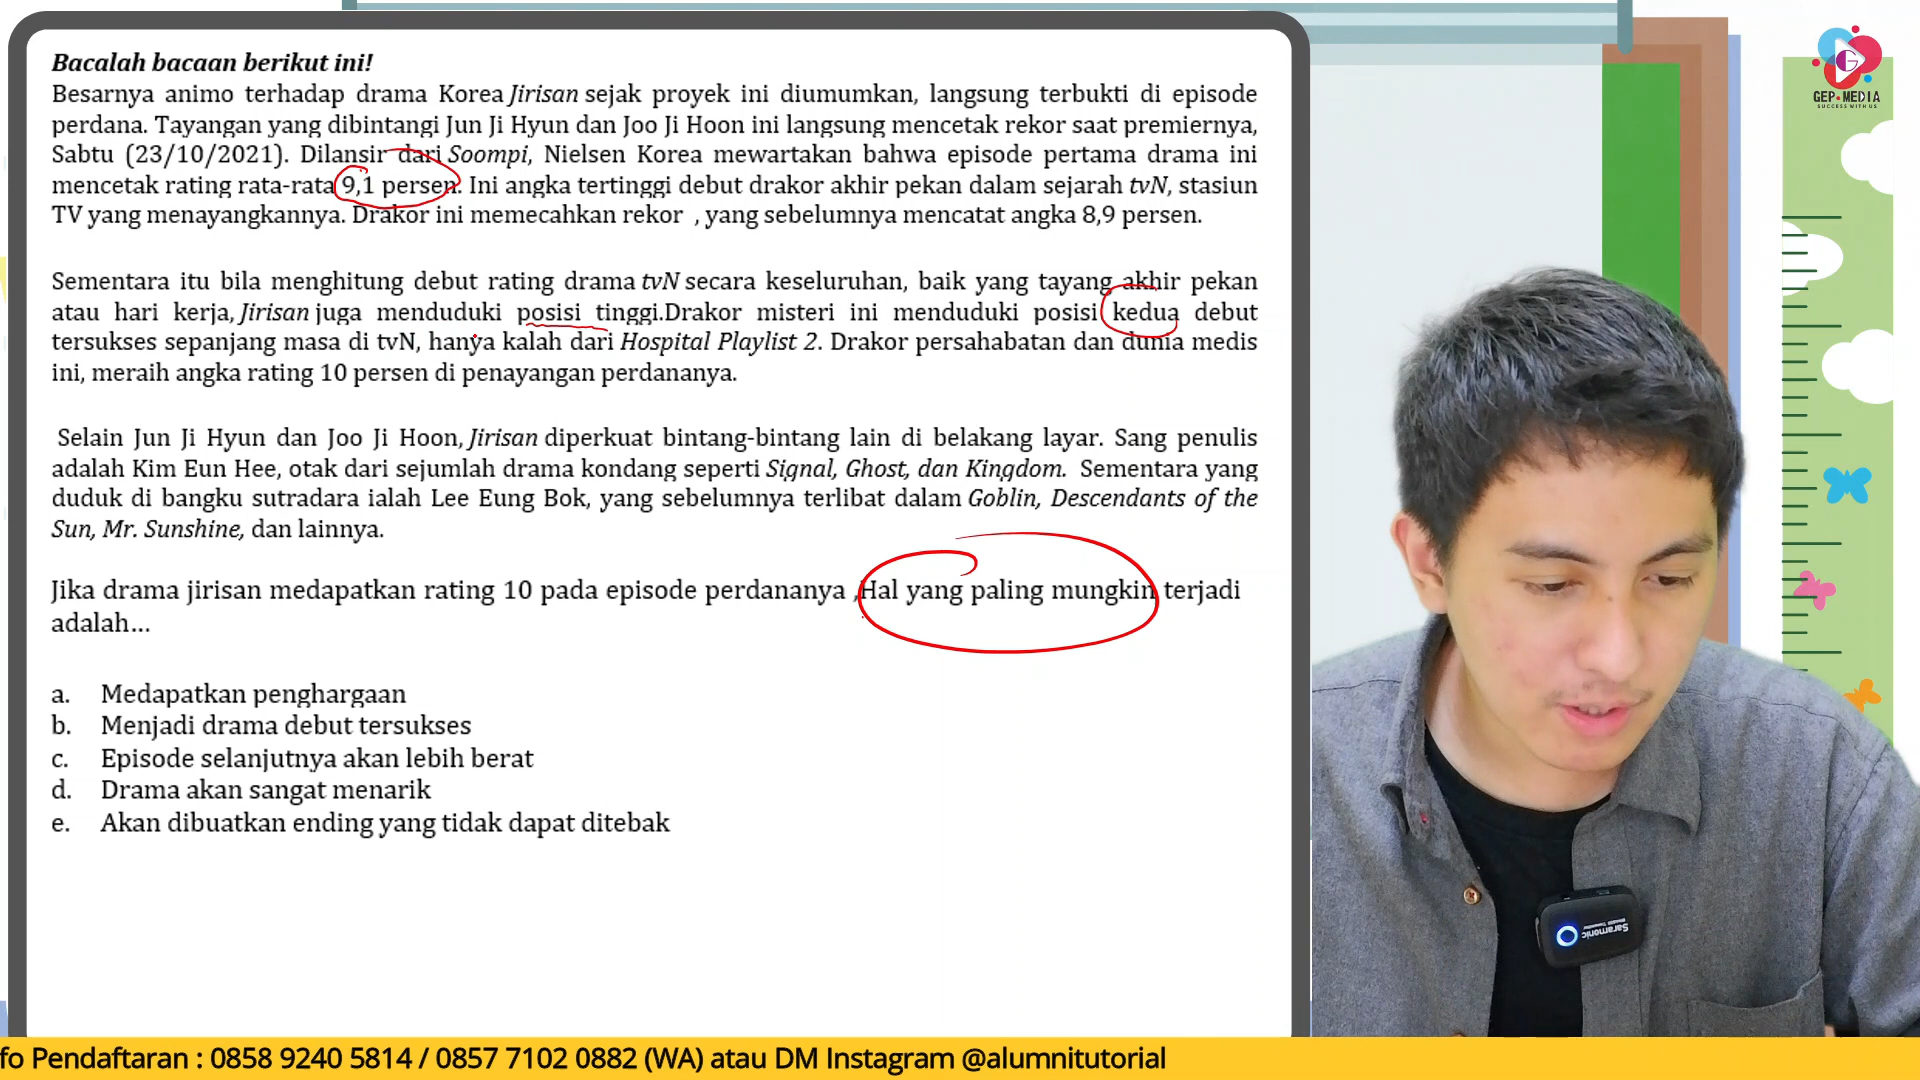 Bacalah bacaan berikut ini!
Besarnya animo terhadap drama Korea Jirisan sejak proyek ini diumumkan, langsung terbukti di episode
perdana. Tayangan yang dibintangi Jun Ji Hyun dan Joo Ji Hoon ini langsung mencetak rekor saat premiernya,
Sabtu (23/10/2021). Dilansir dari Soompi, Nielsen Korea mewartakan bahwa episode pertama drama ini
mencetak rating rata-rata 9,1 persen. Ini angka tertinggi debut drakor akhir pekan dalam sejarah tvN, stasiun
TV yang menayangkannya. Drakor ini memecahkan rekor , yang sebelumnya mencatat angka 8,9 persen.
Sementara itu bila menghitung debut rating drama tvN secara keseluruhan, baik yang tayang akhir pekan
atau hari kerja, Jirisan juga menduduki posisi tinggi.Drakor misteri ini menduduki posisi kedua debut
tersukses sepanjang masa di tvN, hanya kalah dari Hospital Playlist 2. Drakor persahabatan dan dunia medis
ini, meraih angka rating 10 persen di penayangan perdananya.
Selain Jun Ji Hyun dan Joo Ji Hoon, Jirisan diperkuat bintang-bintang lain di belakang layar. Sang penulis
adalah Kim Eun Hee, otak dari sejumlah drama kondang seperti Signal, Ghost, dan Kingdom. Sementara yang
duduk di bangku sutradara ialah Lee Eung Bok, yang sebelumnya terlibat dalam Goblin, Descendants of the
Sun, Mr. Sunshine, dan lainnya.
Jika drama jirisan medapatkan rating 10 pada episode perdananya ,Hal yang paling mungkin terjadi
adalah...
a. Medapatkan penghargaan
b. Menjadi drama debut tersukses
c. Episode selanjutnya akan lebih berat
d. Drama akan sangat menarik
e. Akan dibuatkan ending yang tidak dapat ditebak
GEP MEDIA
SUCCESS WITH US
Saramonic
fo Pendaftaran : 0858 9240 5814 / 0857 7102 0882 (WA) atau DM Instagram @alumnitutorial